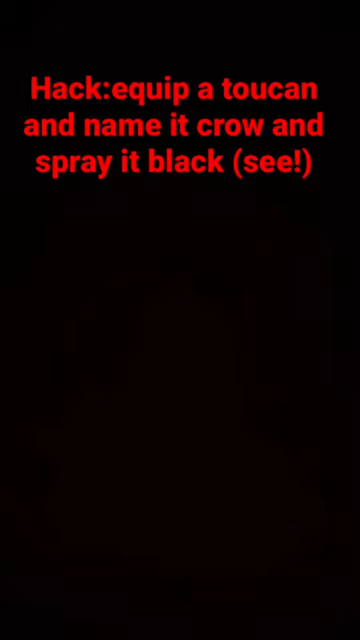 Hack:equip a toucan
and name it crow and
spray it black (see!)